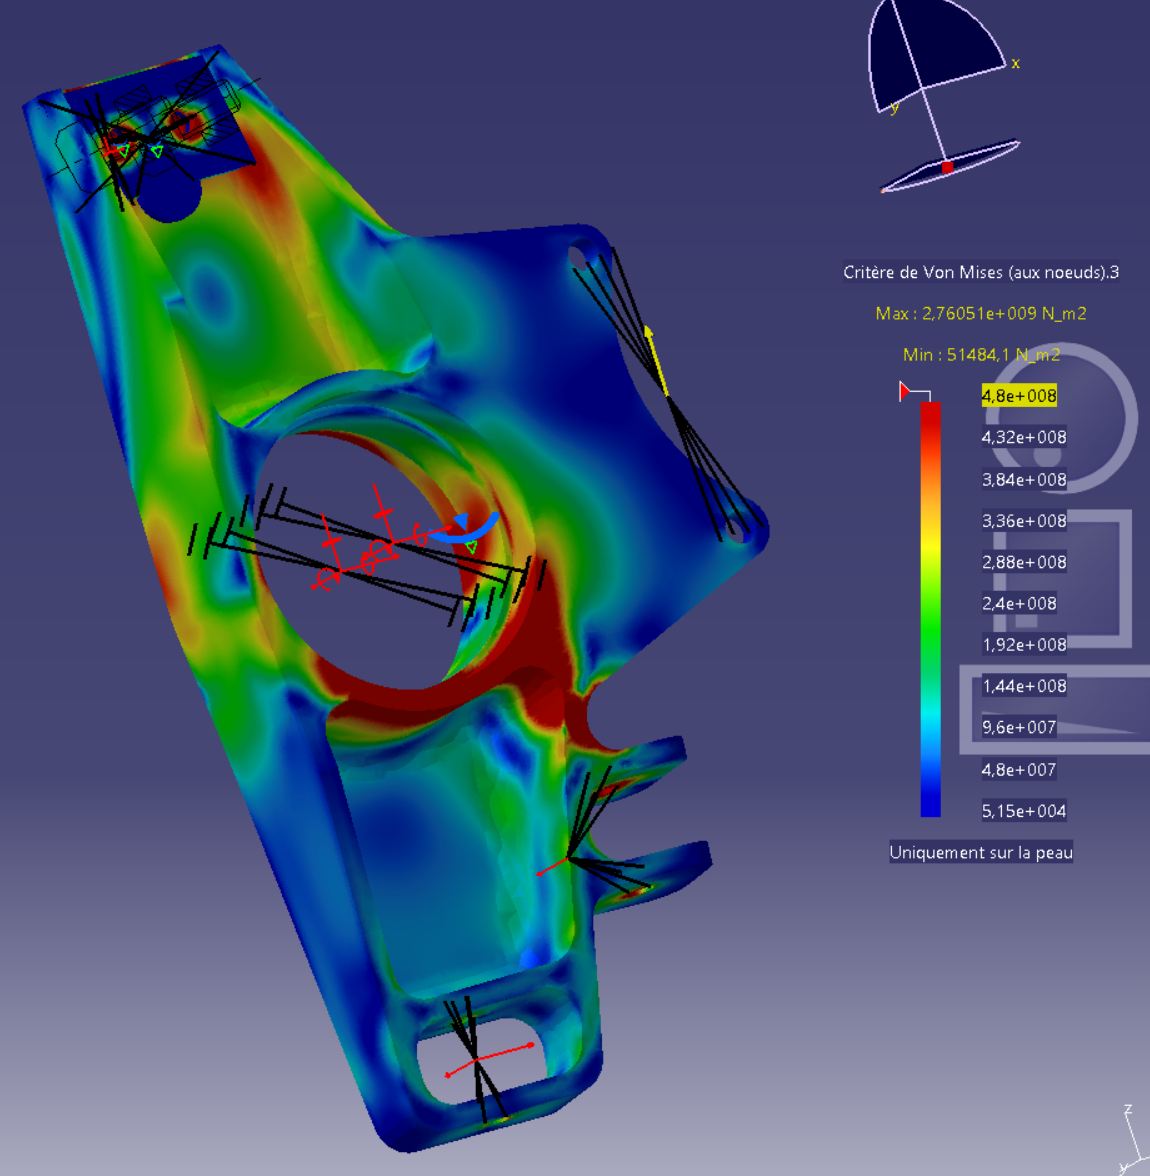 x
y
Critère de Von Mises (aux noeuds).3
Max : 2,76051e+009 N_m2
Min : 51484,1 N_m2
4,8e+008
4,32e+008
3,84e+008
3,36e+008
2,88e+008
2,4e+008
1,92e+008
1,44e+008
9,6e+007
4,8e+007
5,15e+004
Uniquement sur la peau
z
y